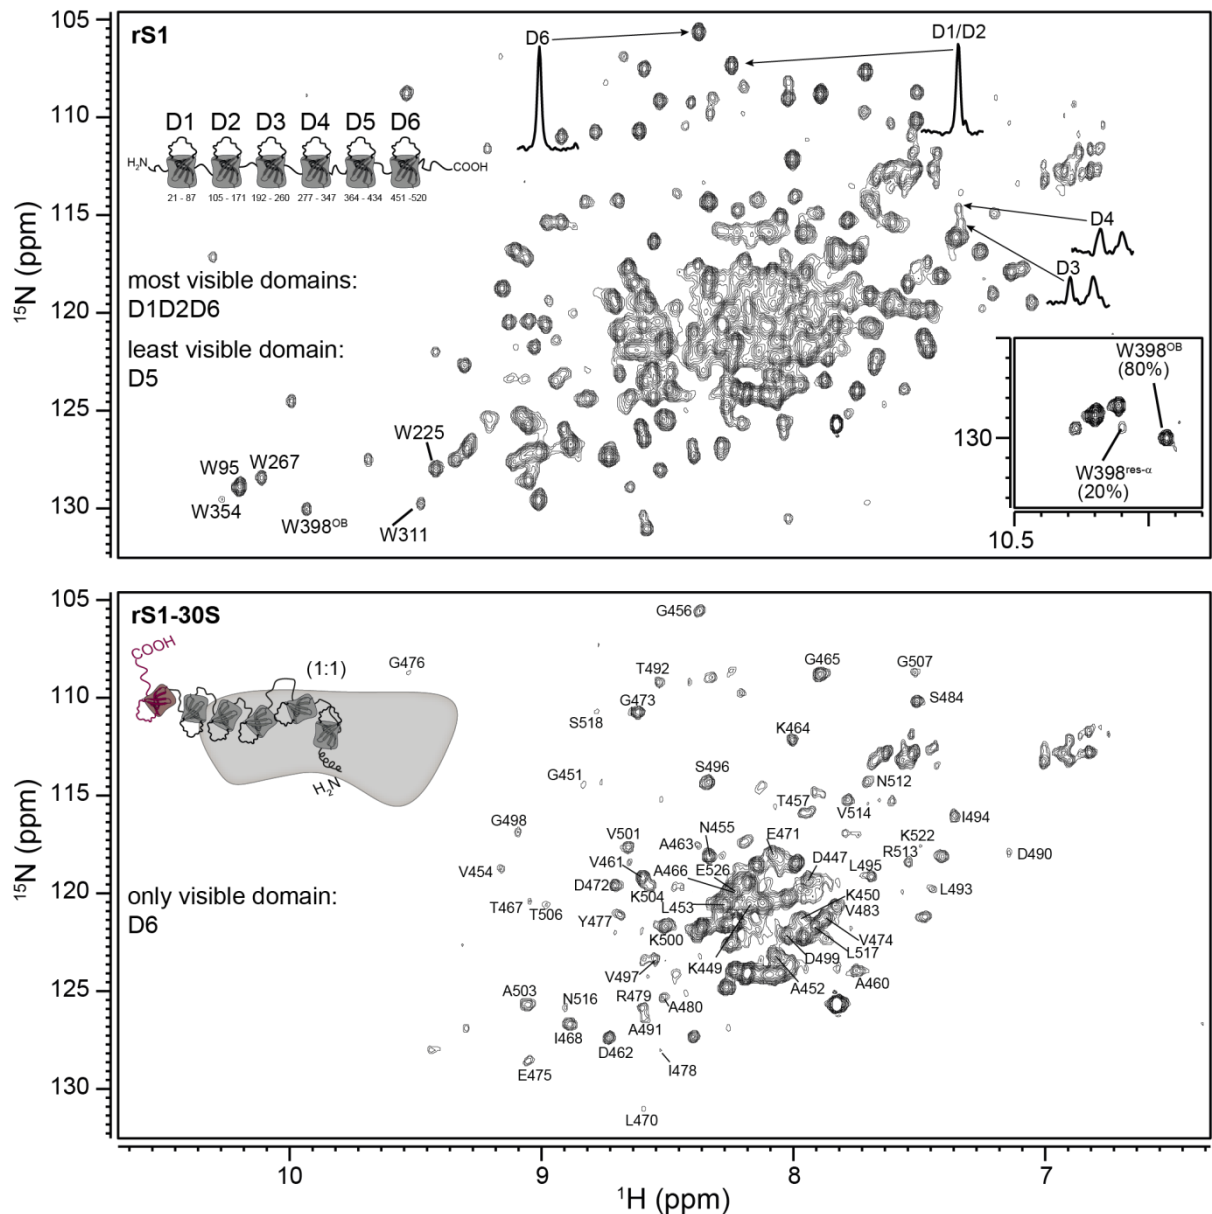 rS1
D6
D1/D2
D1 D2 D3 D4 D5 D6
H2N
COOH
21 - 87 105 - 171 192 - 260 277 - 347 364 - 434 451 -520
most visible domains:
D1D2D6
least visible domain:
D5
D4
D3
W225
W95
W267
W354
W398OB
W311
W398OB
(80%)
130
W398res-α
(20%)
10.5
105
110
115
120
125
130
15N (ppm)
rS1-30S
COOH
(1:1)
H2N
only visible domain:
D6
G456
G476
T492
G465
G507
G473
S484
S518
K464
G451
S496
N512
T457
V514
I494
G498
V501
N455
A463
E471
K522
R513
D490
V454
V461
A466
E526
D447
L495
D472
K504
L493
T467
T506
L453
K450
V483
Y477
V474
K500
L517
K449
D499
V497
A452
A460
A503
N516
R479
A480
I468
A491
D462
E475
I478
L470
105
110
115
120
125
130
15N (ppm)
10 9 8 7
1H (ppm)